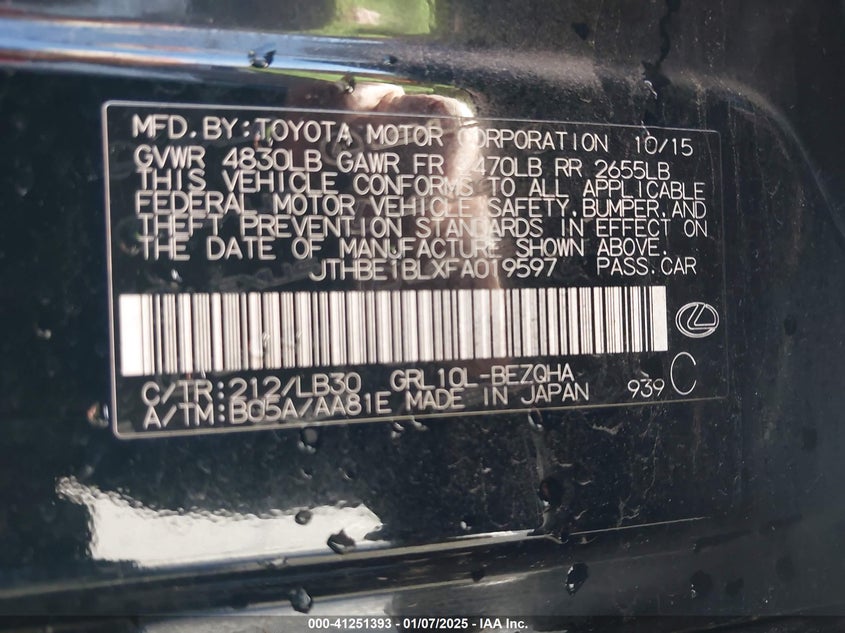 MFD.BY:TOYOTA MOTOR CORPORATION 10/15
GVWR 4830LB GAWR FR 2470LB RR 2655LB
THIS VEHICLE CONFORMS TO ALL APPLICABLE
FEDERAL MOTOR VEHICLE SAFETY,BUMPER,AND
THEFT PREVENTION STANDARDS IN EFFECT ON
THE DATE OF MANUFACTURE SHOWN ABOVE.
JTHBE1BLXFA019597 PASS.CAR
C/TR:212/LB30 GRL10L-BEZQHA
A/TM:B05A/AA81E MADE IN JAPAN 939 C
000-41251393 - 01/07/2025 - IAA Inc.